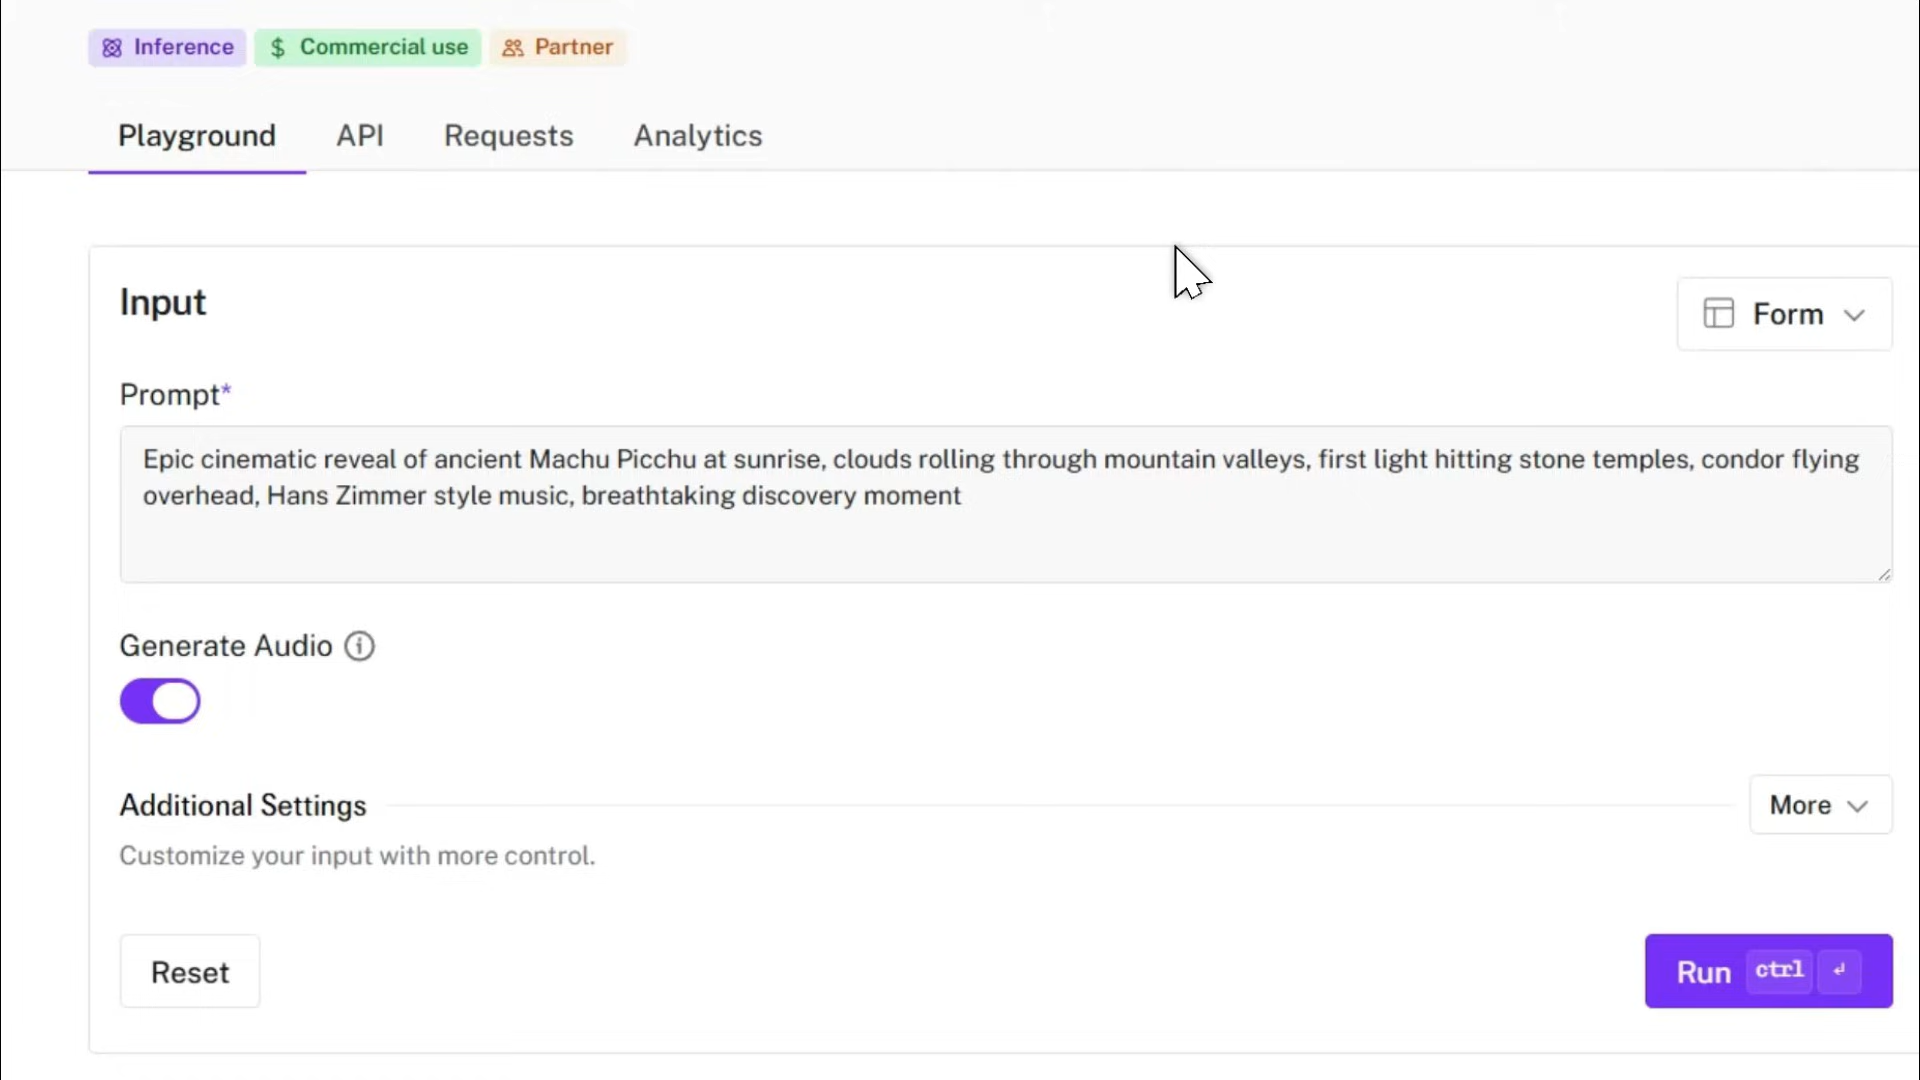 Inference $ Commercial use Partner
Playground API Requests Analytics
Input
Form
Prompt*
Epic cinematic reveal of ancient Machu Picchu at sunrise, clouds rolling through mountain valleys, first light hitting stone temples, condor flying
overhead, Hans Zimmer style music, breathtaking discovery moment
Generate Audio
Additional Settings More
Customize your input with more control.
Reset Run ctrl ↵